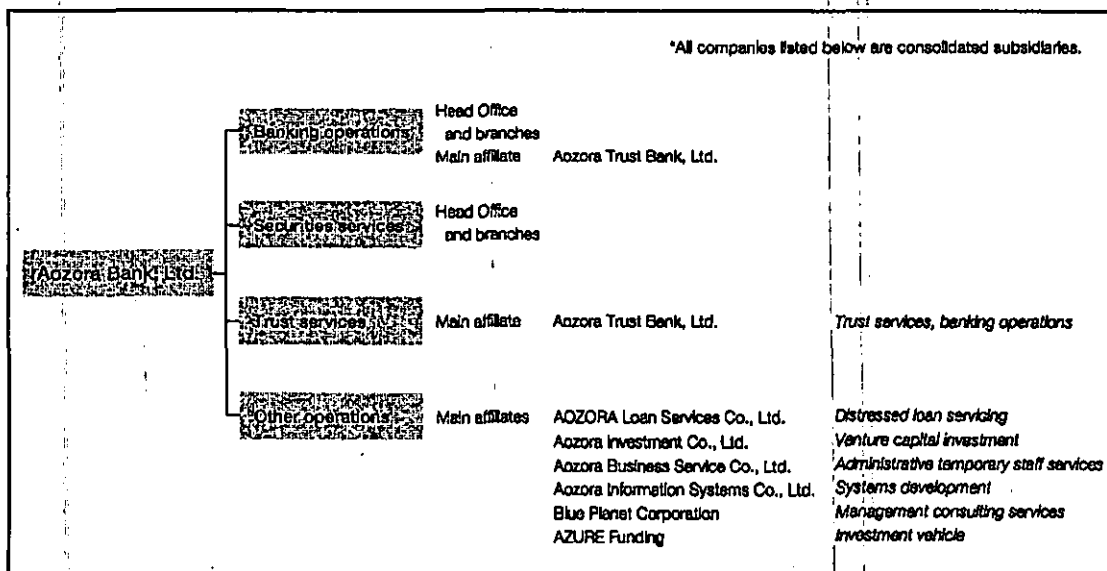 *All companies listed below are consolidated subsidiaries.
Aozora Bank, Ltd.
Banking operations
Head Office
and branches
Main affiliate Aozora Trust Bank, Ltd.
Securities services
Head Office
and branches
Trust services
Main affiliate Aozora Trust Bank, Ltd. Trust services, banking operations
Other operations
Main affiliates AOZORA Loan Services Co., Ltd. Distressed loan servicing
Aozora Investment Co., Ltd. Venture capital investment
Aozora Business Service Co., Ltd. Administrative temporary staff services
Aozora Information Systems Co., Ltd. Systems development
Blue Planet Corporation Management consulting services
AZURE Funding Investment vehicle